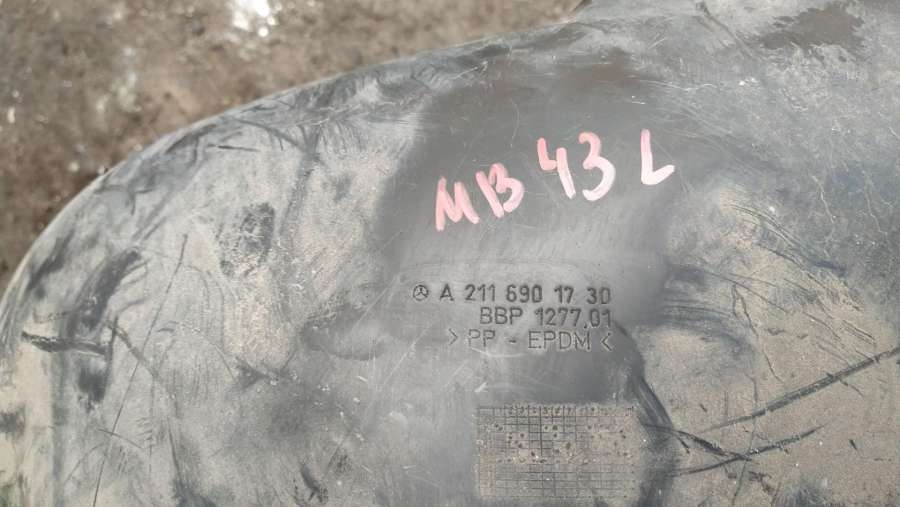 MB 43 L
A 211 690 17 30
BBP 1277.01
> PP - EPDM <